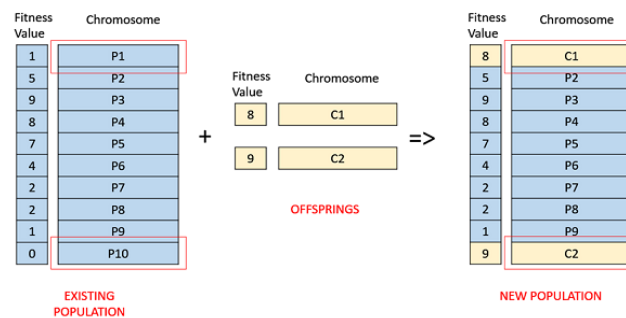 Fitness
Value
Chromosome
1 P1
5 P2
9 P3
8 P4
7 P5
4 P6
2 P7
2 P8
1 P9
0 P10
EXISTING
POPULATION
+
Fitness
Value
Chromosome
8 C1
9 C2
OFFSPRINGS
=>
Fitness
Value
Chromosome
8 C1
5 P2
9 P3
8 P4
7 P5
4 P6
2 P7
2 P8
1 P9
9 C2
NEW POPULATION